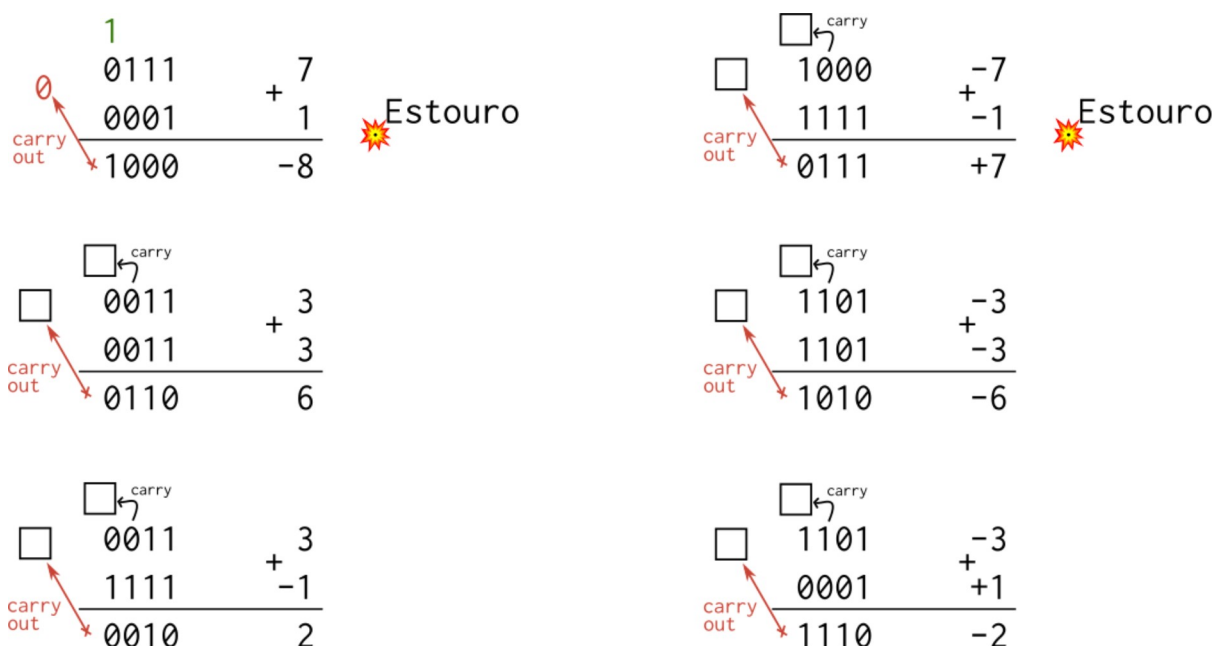 1
0111 7
0 +
0001 1 Estouro
carry
out
1000 -8
carry
1000 -7
+
1111 -1 Estouro
carry
out
0111 +7
carry
0011 3
+
0011 3
carry
out
0110 6
carry
1101 -3
+
1101 -3
carry
out
1010 -6
carry
0011 3
+
1111 -1
carry
out
0010 2
carry
1101 -3
+
0001 +1
carry
out
1110 -2